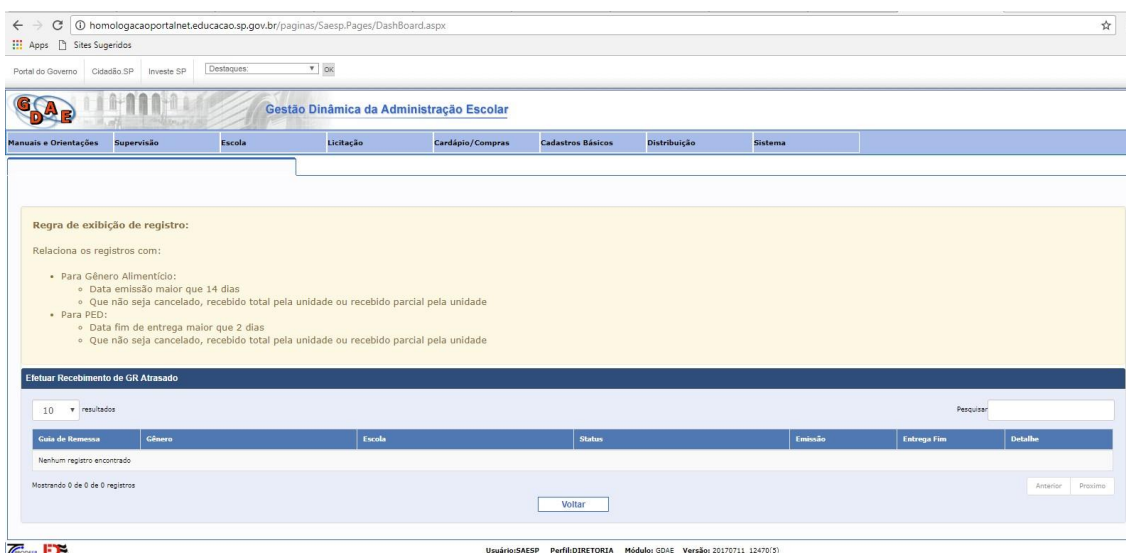 homologacaoportalnet.educacao.sp.gov.br/paginas/Saesp.Pages/DashBoard.aspx
Apps Sites Sugeridos
Portal do Governo Cidadão.SP Investe SP Destaques: OK
GDAE Gestão Dinâmica da Administração Escolar
Manuais e Orientações Supervisão Escola Licitação Cardápio/Compras Cadastros Básicos Distribuição Sistema
Regra de exibição de registro:
Relaciona os registros com:
Para Gênero Alimentício:
Data emissão maior que 14 dias
Que não seja cancelado, recebido total pela unidade ou recebido parcial pela unidade
Para PED:
Data fim de entrega maior que 2 dias
Que não seja cancelado, recebido total pela unidade ou recebido parcial pela unidade
Efetuar Recebimento de GR Atrasado
10 resultados Pesquisar
Guia de Remessa Gênero Escola Status Emissão Entrega Fim Detalhe
Nenhum registro encontrado
Mostrando 0 de 0 de 0 registros Anterior Proximo
Voltar
Usuário:SAESP Perfil:DIRETORIA Módulo: GDAE Versão: 20170711_12470(5)